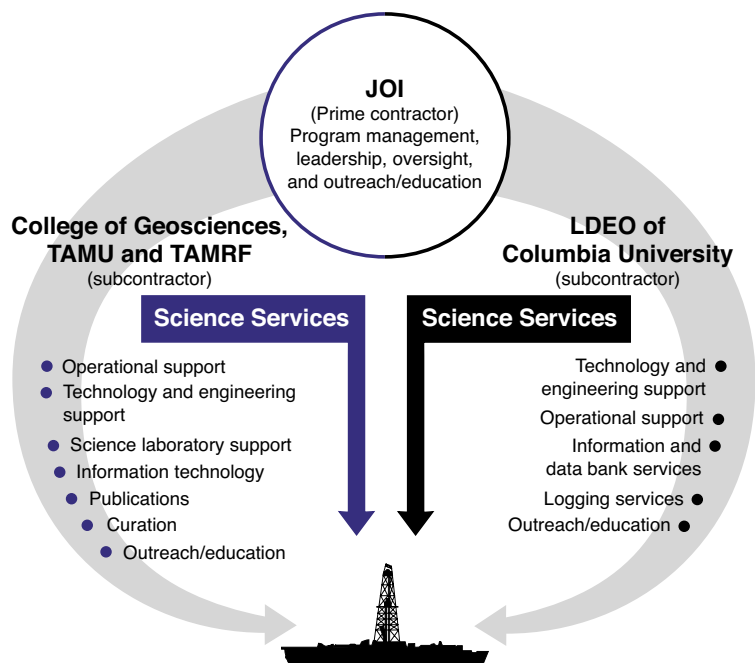 JOI
(Prime contractor)
Program management,
leadership, oversight,
and outreach/education
College of Geosciences,
TAMU and TAMRF
(subcontractor)
Science Services
Operational support
Technology and engineering
support
Science laboratory support
Information technology
Publications
Curation
Outreach/education
LDEO of
Columbia University
(subcontractor)
Science Services
Technology and
engineering support
Operational support
Information and
data bank services
Logging services
Outreach/education